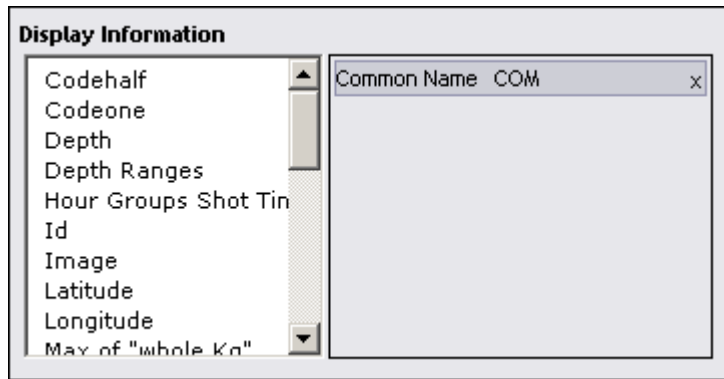 Display Information
Codehalf
Codeone
Depth
Depth Ranges
Hour Groups Shot Tin
Id
Image
Latitude
Longitude
Max of "whole Kg"
Common Name COM x